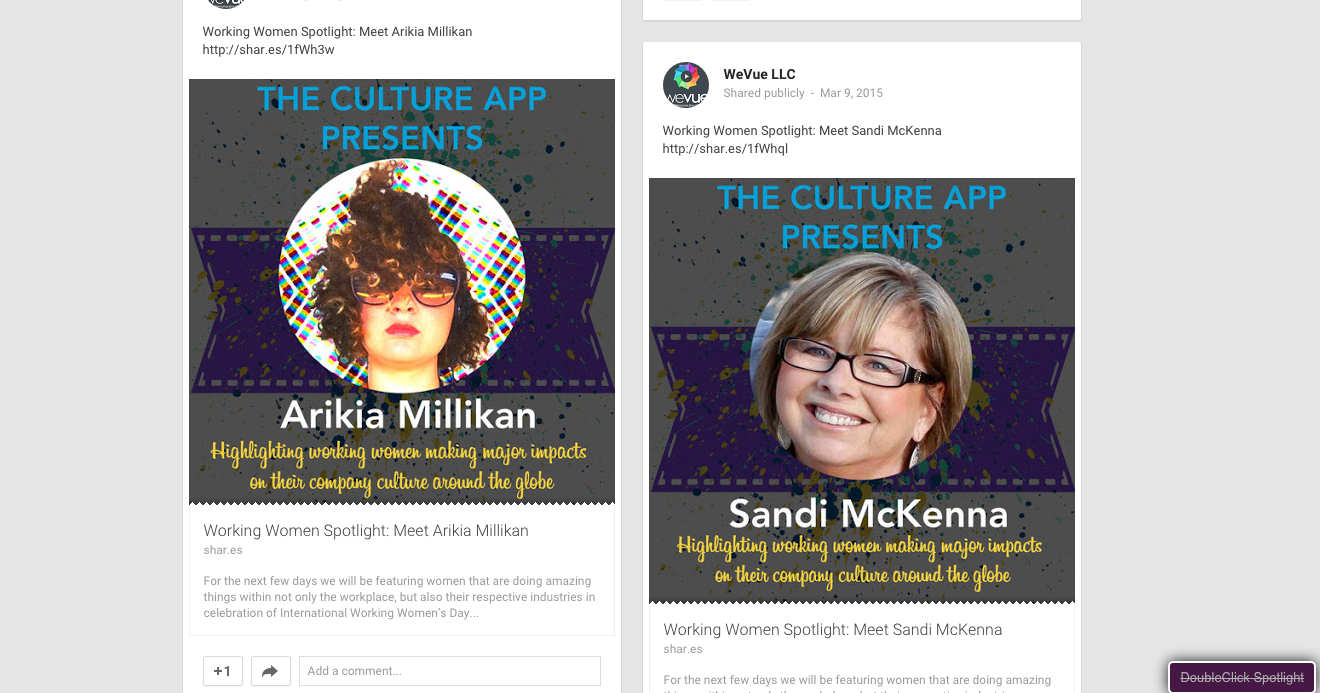 Working Women Spotlight: Meet Arikia Millikan
http://shar.es/1fWh3w
THE CULTURE APP
PRESENTS
Arikia Millikan
Highlighting working women making major impacts
on their company culture around the globe
Working Women Spotlight: Meet Arikia Millikan
shar.es
For the next few days we will be featuring women that are doing amazing
things within not only the workplace, but also their respective industries in
celebration of International Working Women's Day...
+1
Add a comment...
wevue
WeVue LLC
Shared publicly - Mar 9, 2015
Working Women Spotlight: Meet Sandi McKenna
http://shar.es/1fWhql
THE CULTURE APP
PRESENTS
Sandi McKenna
Highlighting working women making major impacts
on their company culture around the globe
Working Women Spotlight: Meet Sandi McKenna
shar.es
For the next few days we will be featuring women that are doing amazing
DoubleClick Spotlight